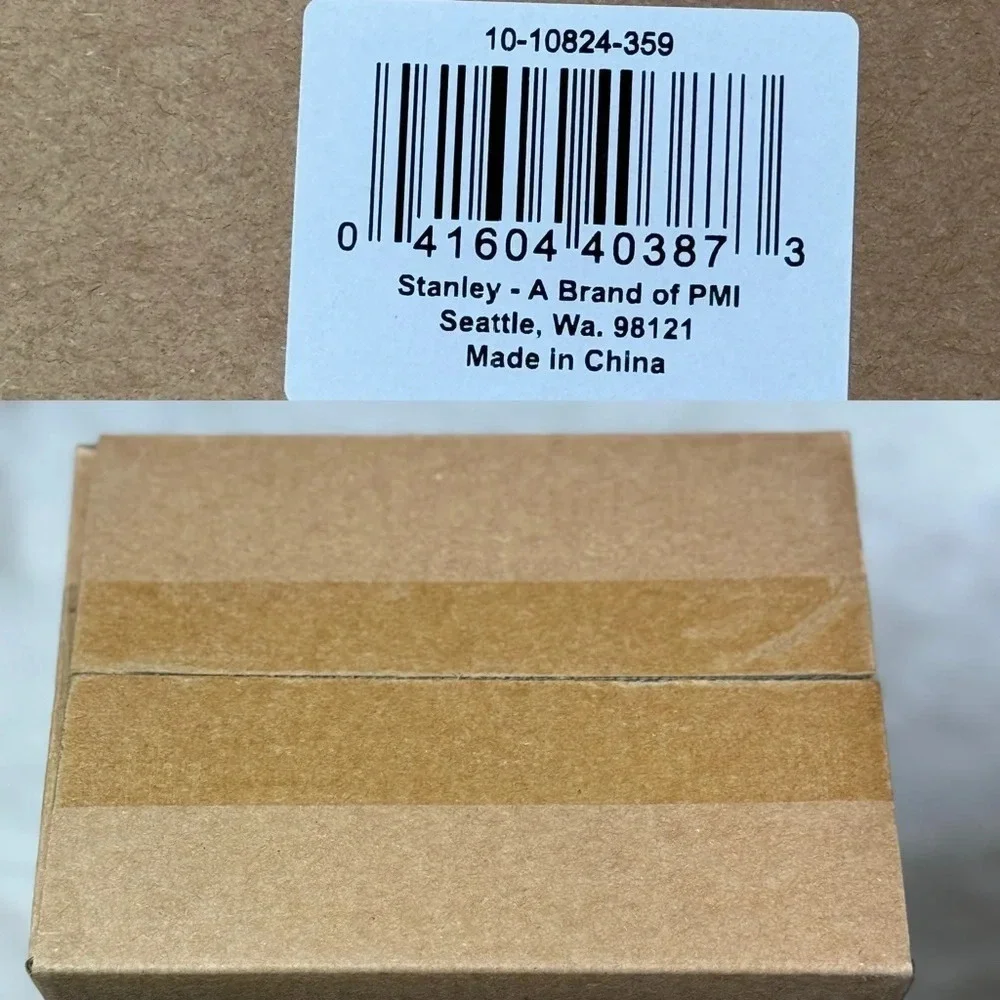 10-10824-359
0 41604 40387 3
Stanley - A Brand of PMI
Seattle, Wa. 98121
Made in China